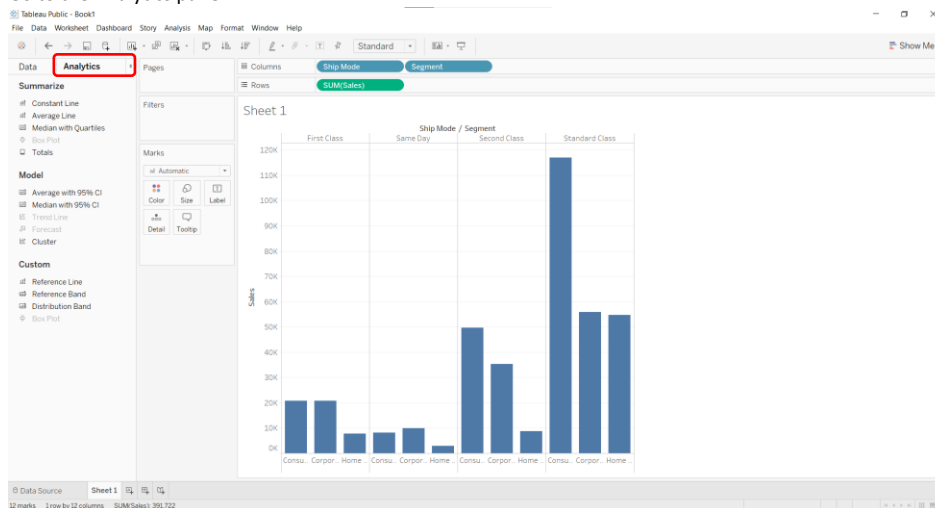 Tableau Public - Book1
File Data Worksheet Dashboard Story Analysis Map Format Window Help
Standard
Show Me
Data Analytics
Pages
Columns Ship Mode Segment
Rows SUM(Sales)
Summarize
Constant Line
Average Line
Median with Quartiles
Box Plot
Totals
Model
Average with 95% CI
Median with 95% CI
Trend Line
Forecast
Cluster
Custom
Reference Line
Reference Band
Distribution Band
Box Plot
Filters
Marks
Automatic
Color Size Label
Detail Tooltip
Sheet 1
Ship Mode / Segment
First Class Same Day Second Class Standard Class
120K
110K
100K
90K
80K
70K
60K
50K
40K
30K
20K
10K
0K
Sales
Consu.. Corpor.. Home .. Consu.. Corpor.. Home .. Consu.. Corpor.. Home .. Consu.. Corpor.. Home ..
Data Source Sheet 1
12 marks 1 row by 12 columns SUM(Sales): 391,722